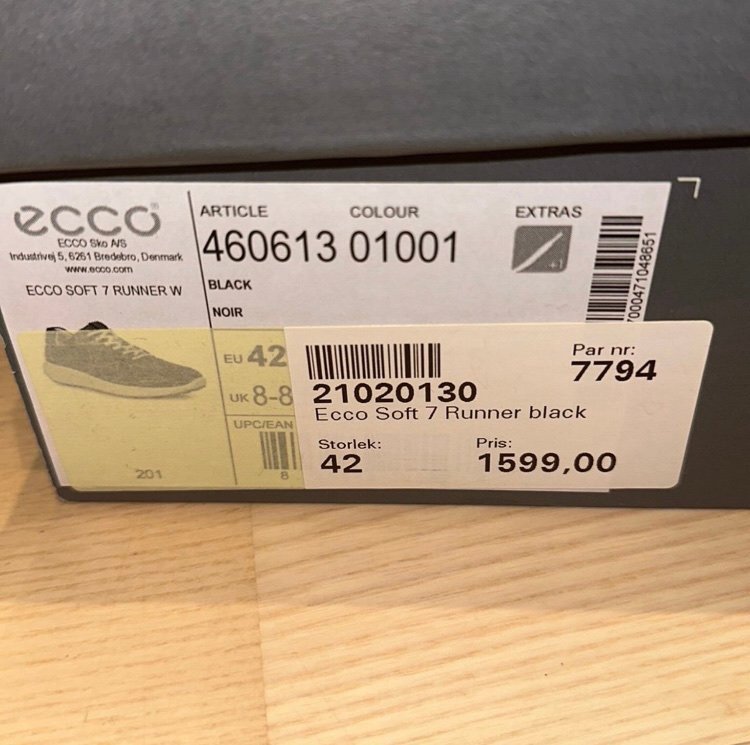 ecco®
ECCO Sko A/S
Industrivej 5, 6261 Bredebro, Denmark
www.ecco.com
ECCO SOFT 7 RUNNER W
ARTICLE COLOUR EXTRAS
460613 01001
+1
BLACK
NOIR
EU 42
UK 8-8
UPC/EAN
8
201
21020130
Ecco Soft 7 Runner black
Par nr:
7794
Storlek:
42
Pris:
1599,00